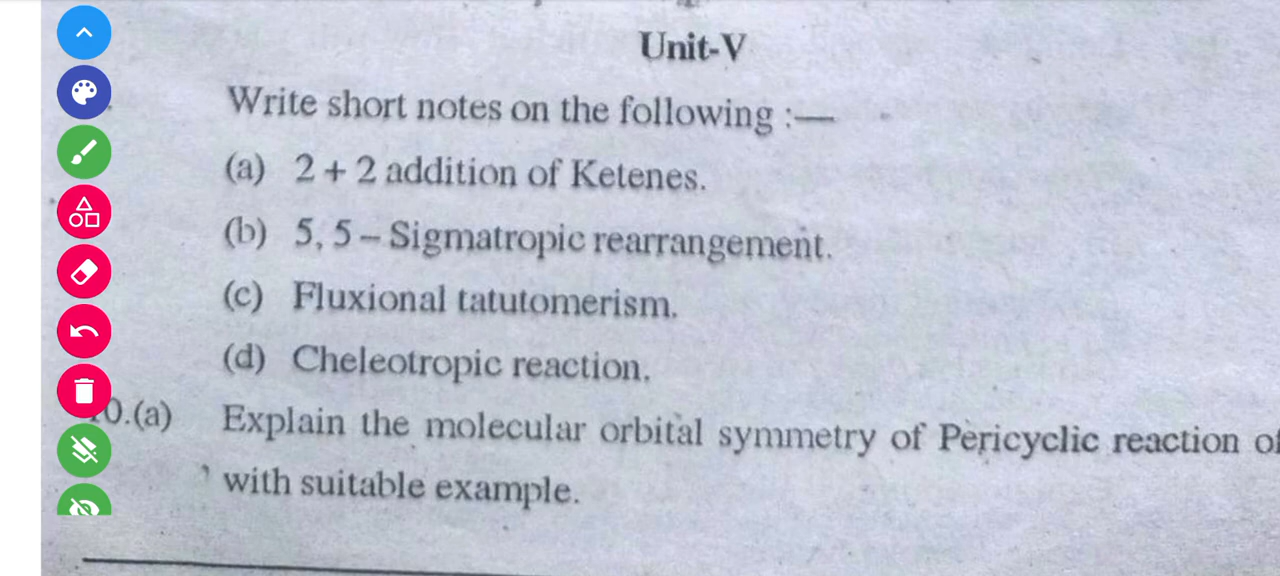 Unit-V
Write short notes on the following :—
(a) 2 + 2 addition of Ketenes.
(b) 5, 5 – Sigmatropic rearrangement.
(c) Fluxional tatutomerism.
(d) Cheleotropic reaction.
0.(a) Explain the molecular orbital symmetry of Pericyclic reaction of
with suitable example.